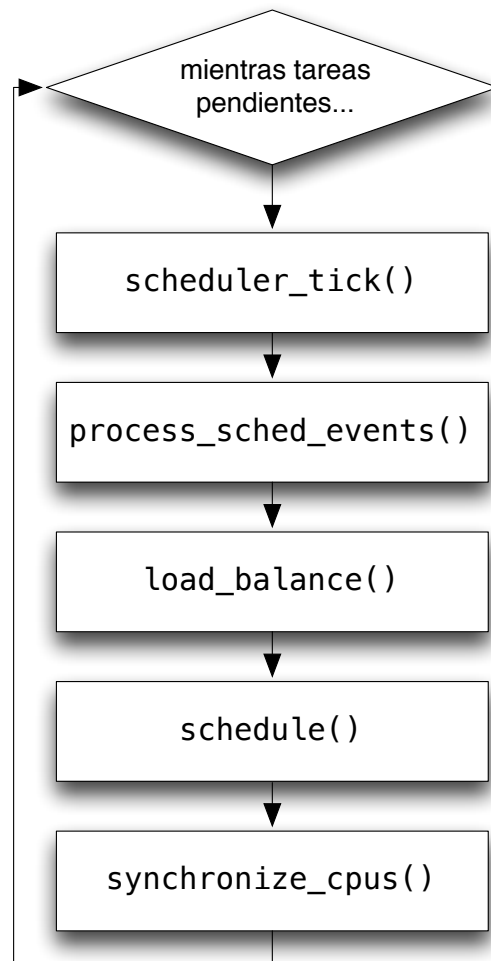 mientras tareas
pendientes...
scheduler_tick()
process_sched_events()
load_balance()
schedule()
synchronize_cpus()